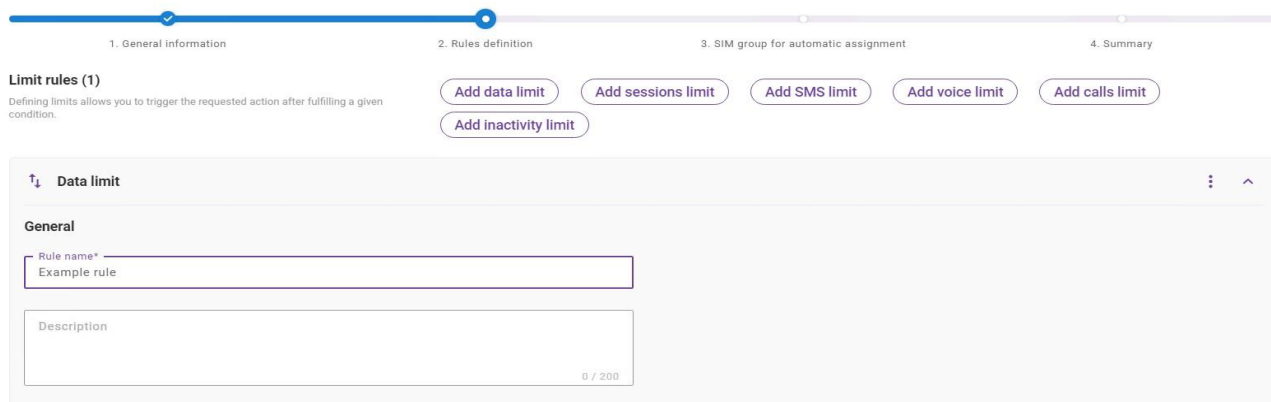 1. General information
2. Rules definition
3. SIM group for automatic assignment
4. Summary
Limit rules (1)
Defining limits allows you to trigger the requested action after fulfilling a given
condition.
Add data limit
Add sessions limit
Add SMS limit
Add voice limit
Add calls limit
Add inactivity limit
Data limit
General
Rule name*
Example rule
Description
0 / 200